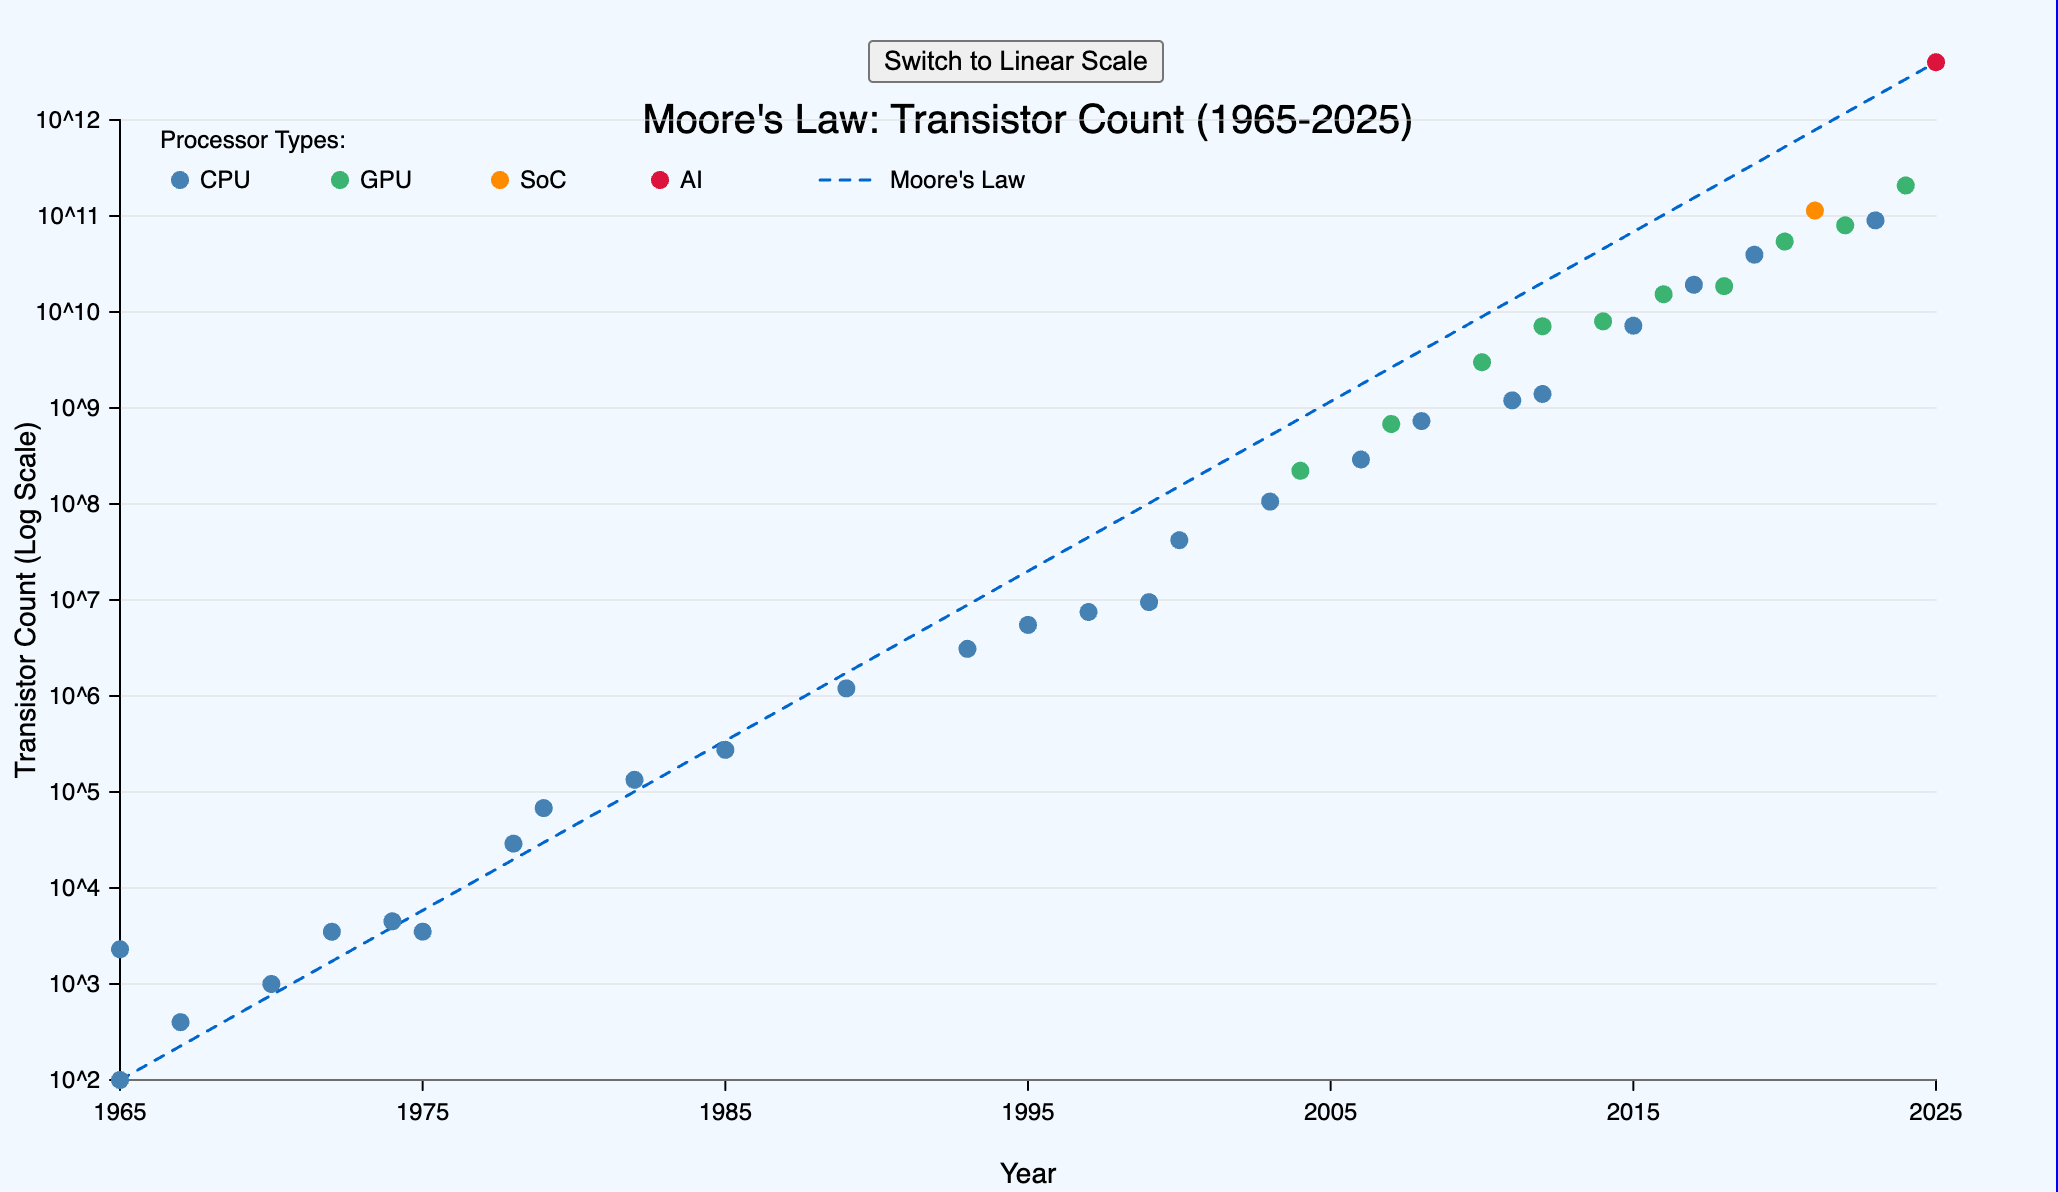 Switch to Linear Scale
Moore's Law: Transistor Count (1965-2025)
Processor Types:
CPU GPU SoC AI Moore's Law
10^12
10^11
10^10
10^9
10^8
10^7
10^6
10^5
10^4
10^3
10^2
Transistor Count (Log Scale)
1965 1975 1985 1995 2005 2015 2025
Year